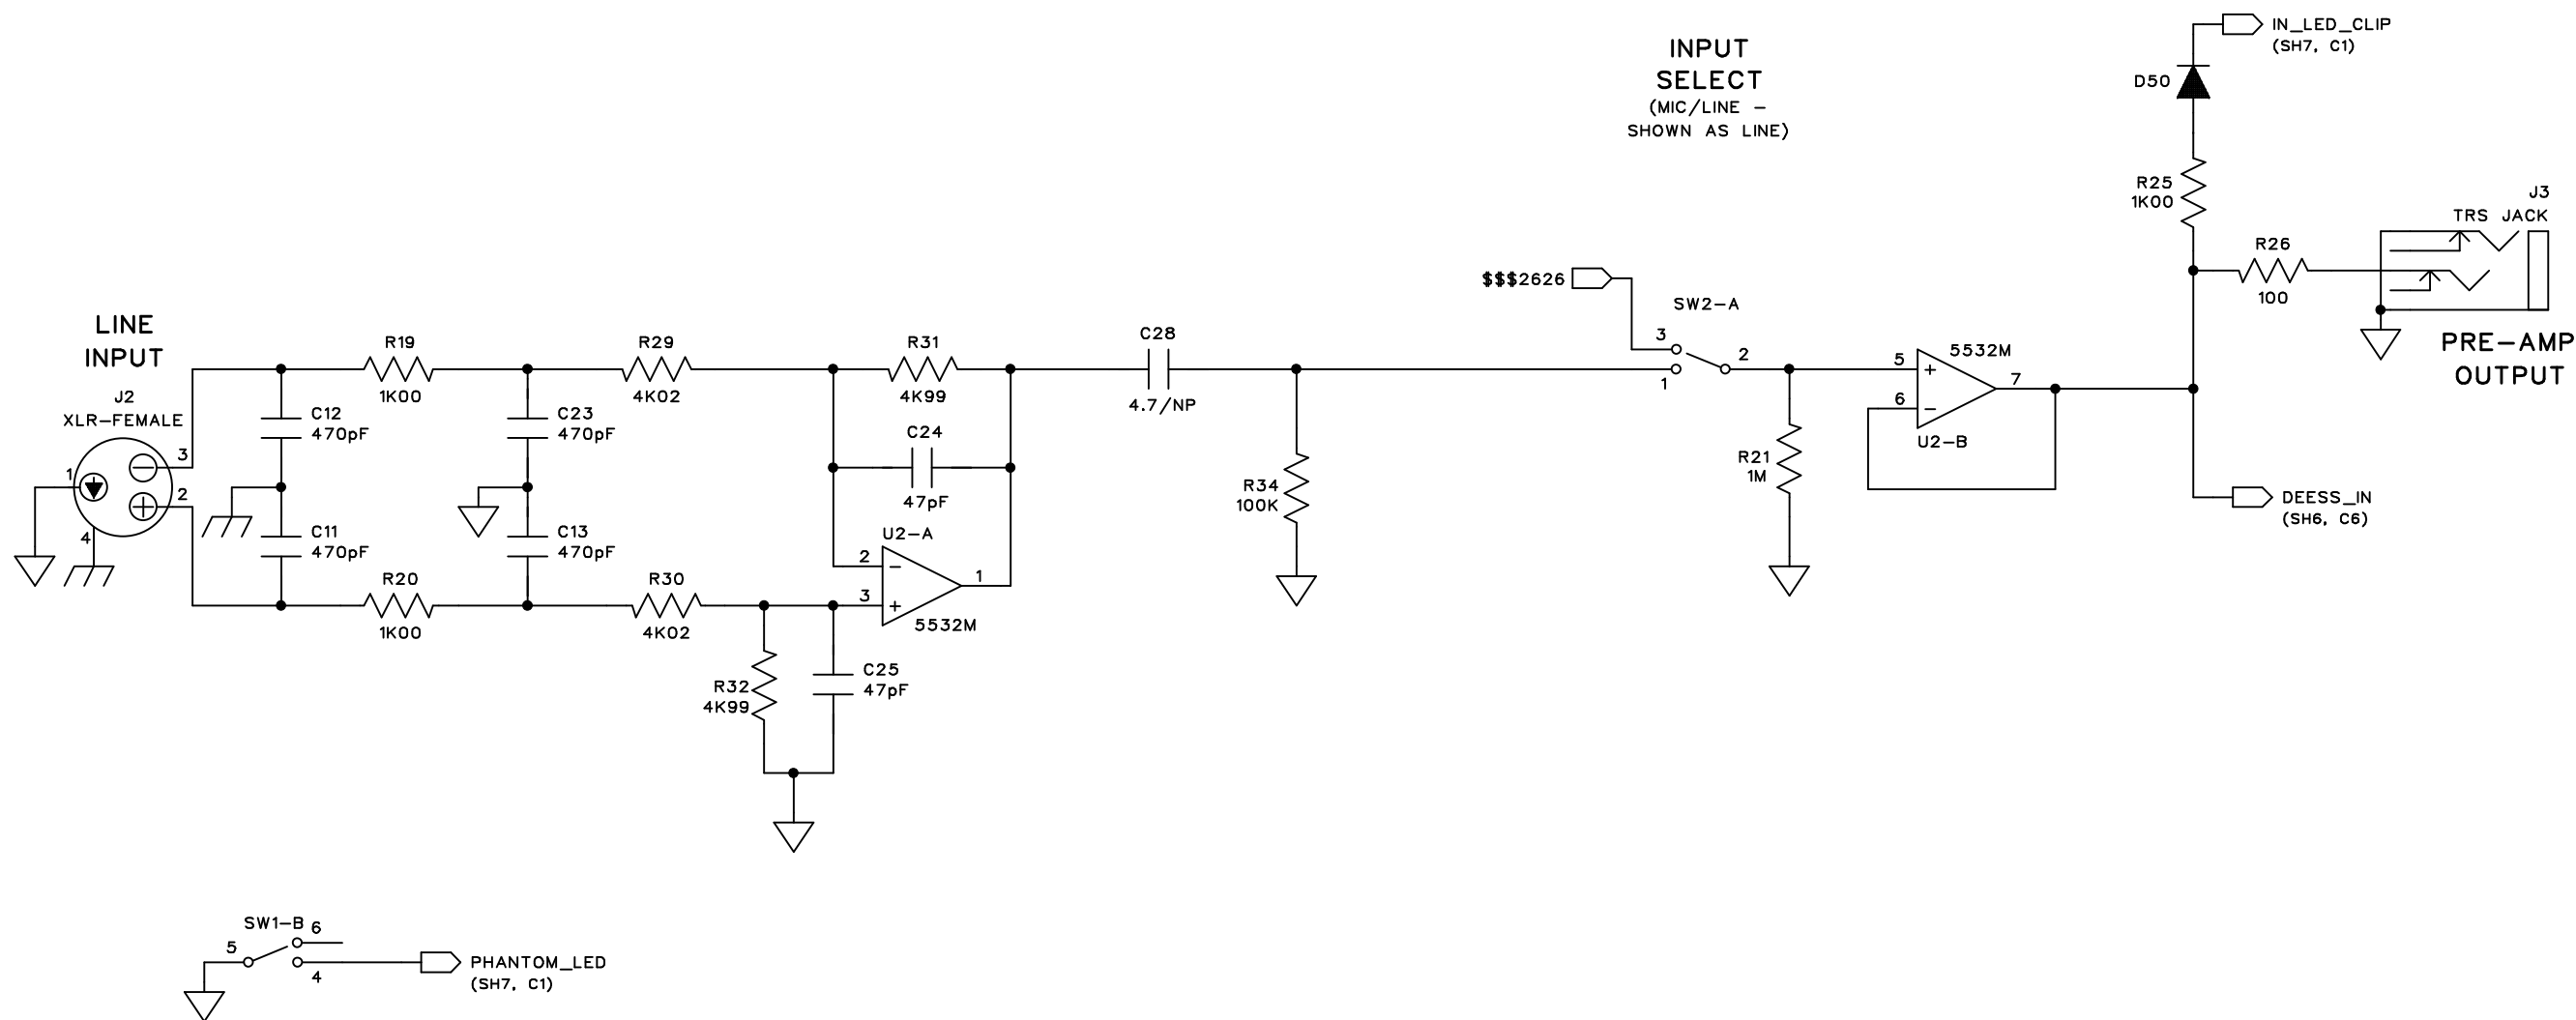 IN_LED_CLIP
(SH7, C1)
INPUT
SELECT
(MIC/LINE -
SHOWN AS LINE)
D50
R25
1K00
J3
TRS JACK
R26
100
PRE-AMP
OUTPUT
$$$2626
SW2-A
3
2
1
5
5532M
+
7
6
-
U2-B
R21
1M
DEESS_IN
(SH6, C6)
LINE
INPUT
J2
XLR-FEMALE
3
1
2
4
R19
1K00
R29
4K02
R31
4K99
C28
4.7/NP
C12
470pF
C23
470pF
C24
47pF
R34
100K
C11
470pF
C13
470pF
U2-A
2
-
1
3
+
5532M
R20
1K00
R30
4K02
C25
47pF
R32
4K99
SW1-B
6
5
4
PHANTOM_LED
(SH7, C1)